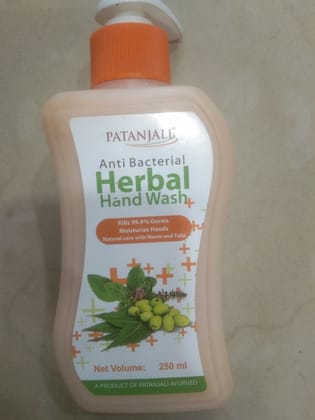 PATANJALI®
Anti Bacterial
Herbal
Hand Wash
Kills 99.9% Germs
Moisturize Hands
Natural care with Neem and Tulsi
Net Volume: 250 ml
A PRODUCT OF PATANJALI AYURVED